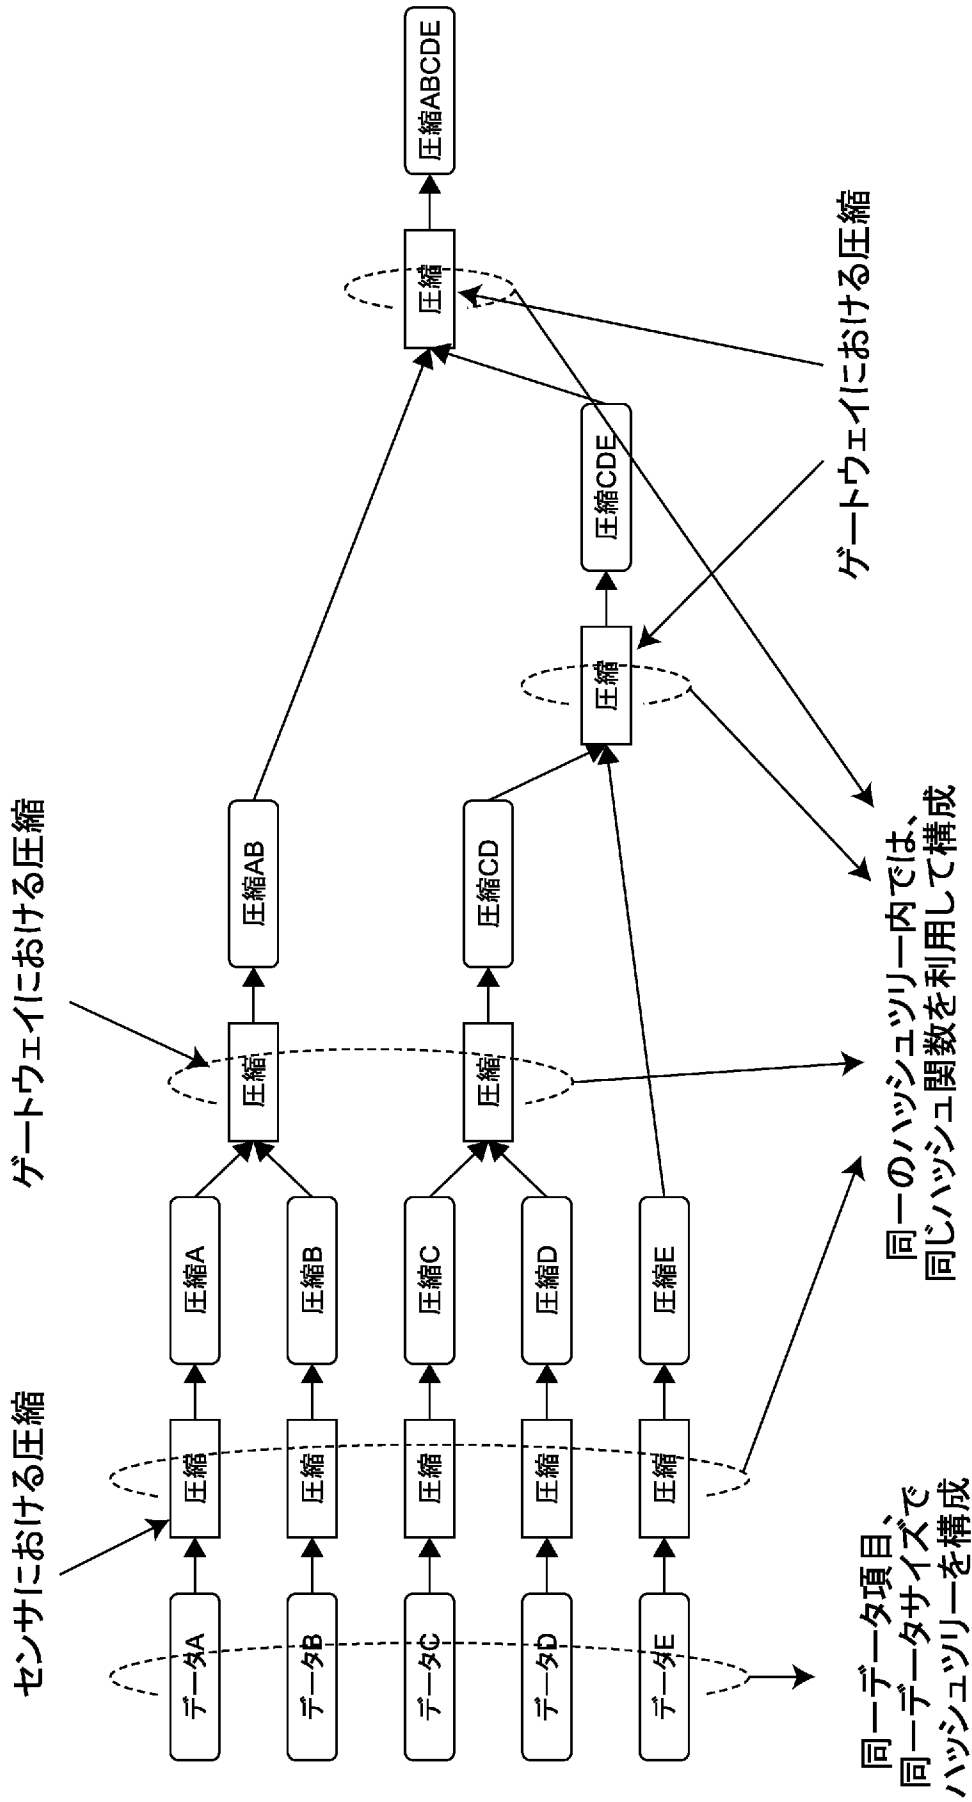 センサにおける圧縮
ゲートウェイにおける圧縮
データA
圧縮
圧縮A
データB
圧縮
圧縮B
データC
圧縮
圧縮C
データD
圧縮
圧縮D
データE
圧縮
圧縮E
圧縮
圧縮AB
圧縮
圧縮CD
圧縮
圧縮CDE
圧縮
圧縮ABCDE
ゲートウェイにおける圧縮
同一データ項目、
同一データサイズで
ハッシュツリーを構成
同一のハッシュツリー内では、
同じハッシュ関数を利用して構成